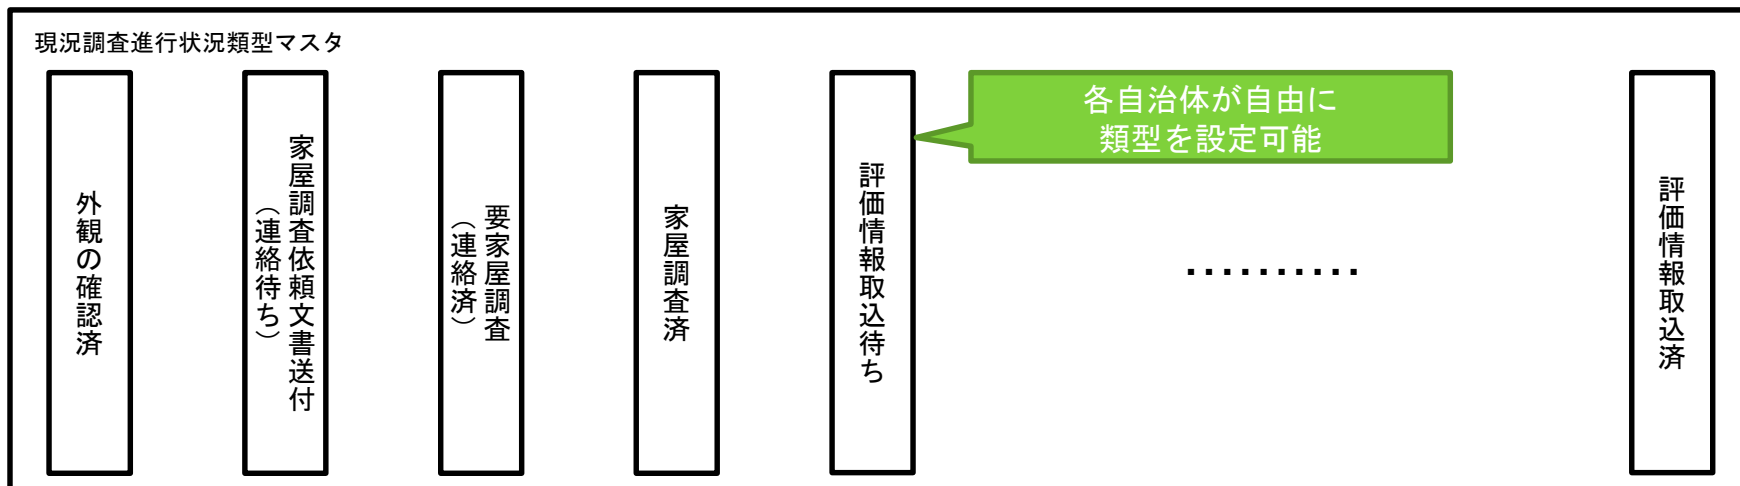 現況調査進行状況類型マスタ
外観の確認済
家屋調査依頼文書送付
（連絡待ち）
要家屋調査
（連絡済）
家屋調査済
評価情報取込待ち
各自治体が自由に
類型を設定可能
‥‥‥‥‥
評価情報取込済